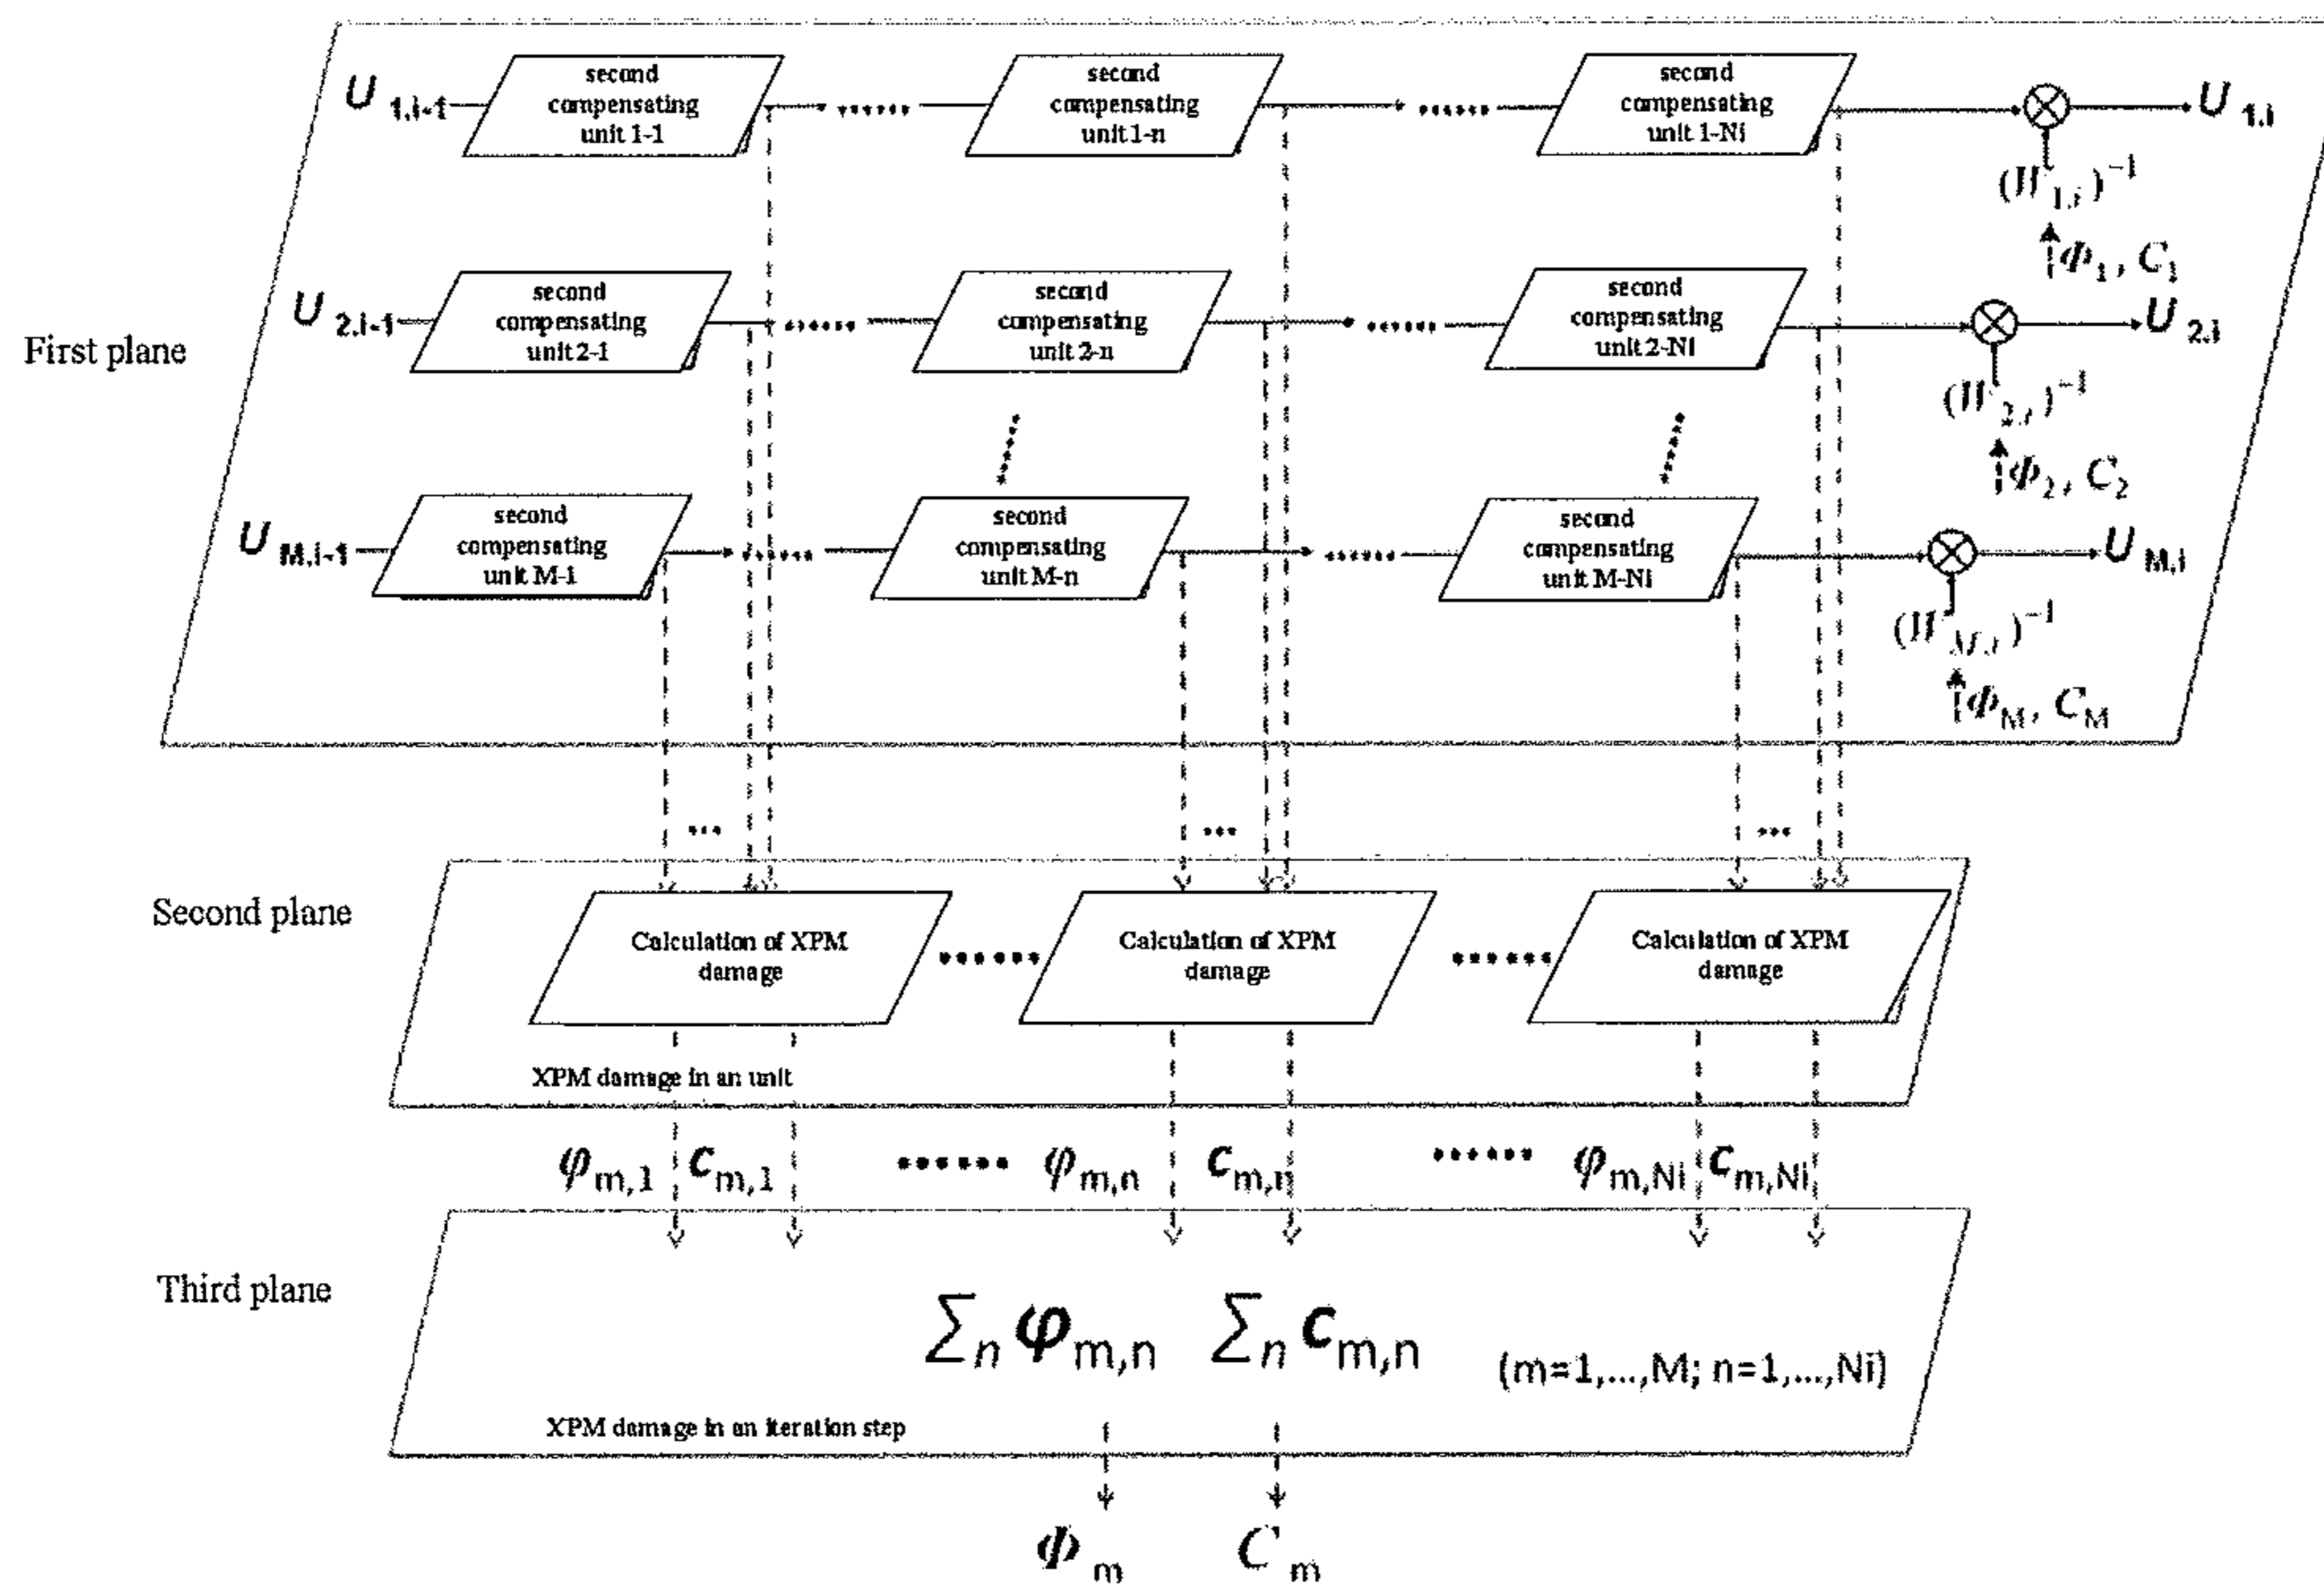 U 1,i-1
second
compensating
unit 1-1
......
second
compensating
unit 1-n
......
second
compensating
unit 1-Ni
U 1,i
(W 1,i )⁻¹
Φ1, C1
First plane
U 2,i-1
second
compensating
unit 2-1
......
second
compensating
unit 2-n
......
second
compensating
unit 2-Ni
U 2,i
(W 2,i )⁻¹
Φ2, C2
U M,i-1
second
compensating
unit M-1
......
second
compensating
unit M-n
......
second
compensating
unit M-Ni
U M,i
(W M,i )⁻¹
ΦM, CM
... ... ...
Second plane
Calculation of XPM
damage
......
Calculation of XPM
damage
......
Calculation of XPM
damage
XPM damage in an unit
φm,1 cm,1 ...... φm,n cm,n ...... φm,Ni cm,Ni
Third plane
∑n φm,n ∑n cm,n (m=1,...,M; n=1,...,Ni)
XPM damage in an iteration step
Φ m C m